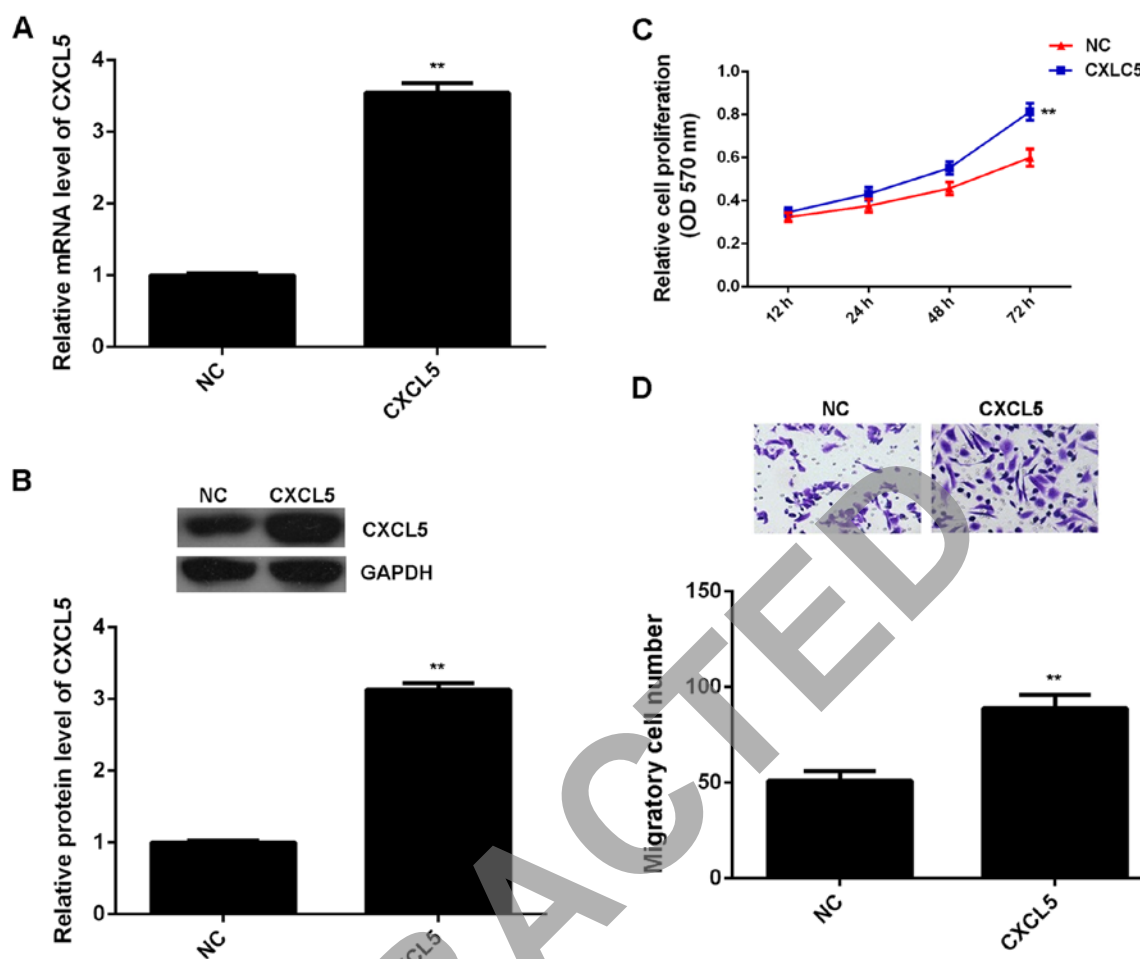 A
Relative mRNA level of CXCL5
4
3
2
1
0
**
NC
CXCL5
B
NC CXCL5
CXCL5
GAPDH
Relative protein level of CXCL5
4
3
2
1
0
**
NC
C
NC
CXLC5
Relative cell proliferation
(OD 570 nm)
1.0
0.8
0.6
0.4
0.2
0.0
**
12 h
24 h
48 h
72 h
D
NC CXCL5
Migratory cell number
150
100
50
0
**
NC
CXCL5
RACTED